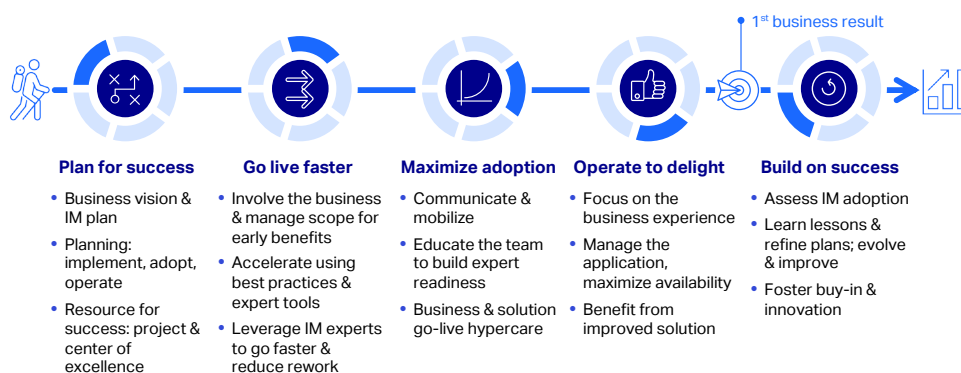 1st business result
Plan for success
• Business vision &
IM plan
• Planning:
implement, adopt,
operate
• Resource for
success: project &
center of
excellence
Go live faster
• Involve the business
& manage scope for
early benefits
• Accelerate using
best practices &
expert tools
• Leverage IM experts
to go faster &
reduce rework
Maximize adoption
• Communicate &
mobilize
• Educate the team
to build expert
readiness
• Business & solution
go-live hypercare
Operate to delight
• Focus on the
business experience
• Manage the
application,
maximize availability
• Benefit from
improved solution
Build on success
• Assess IM adoption
• Learn lessons &
refine plans; evolve
& improve
• Foster buy-in &
innovation